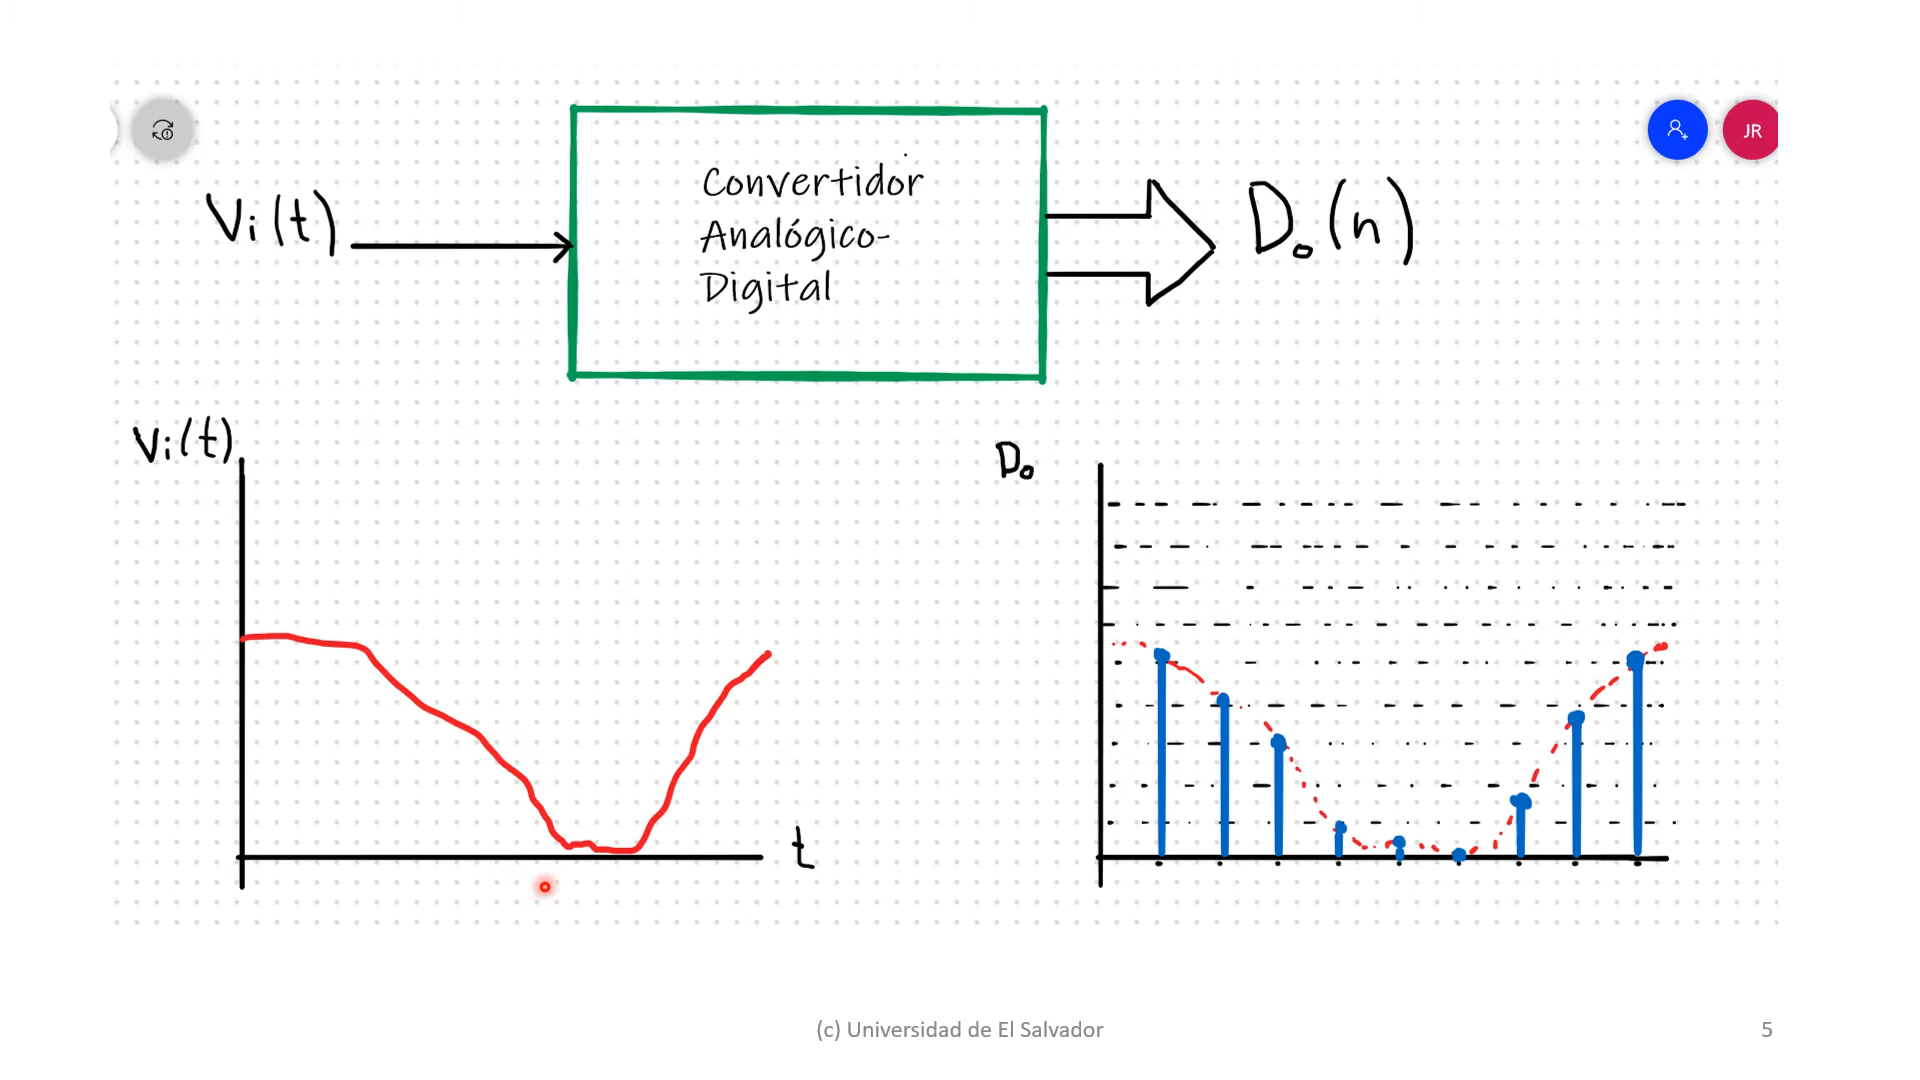 JR
Vi(t)
Convertidor
Analógico-
Digital
Do(n)
Vi(t)
t
Do
(c) Universidad de El Salvador
5